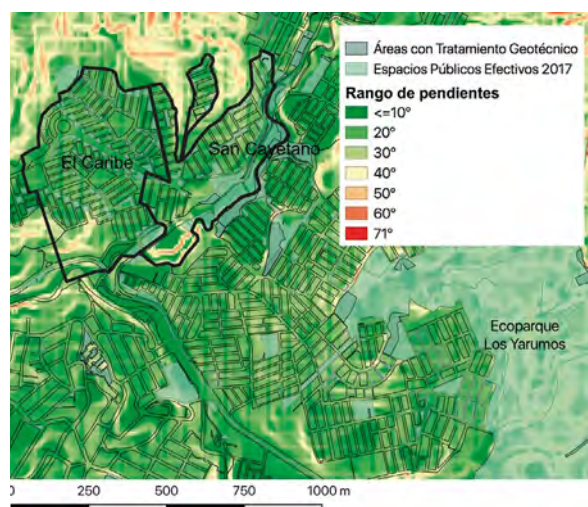 Áreas con Tratamiento Geotécnico
Espacios Públicos Efectivos 2017
Rango de pendientes
<=10°
20°
30°
40°
50°
60°
71°
El Caribe
San Cayetano
Ecoparque
Los Yarumos
0 250 500 750 1000 m